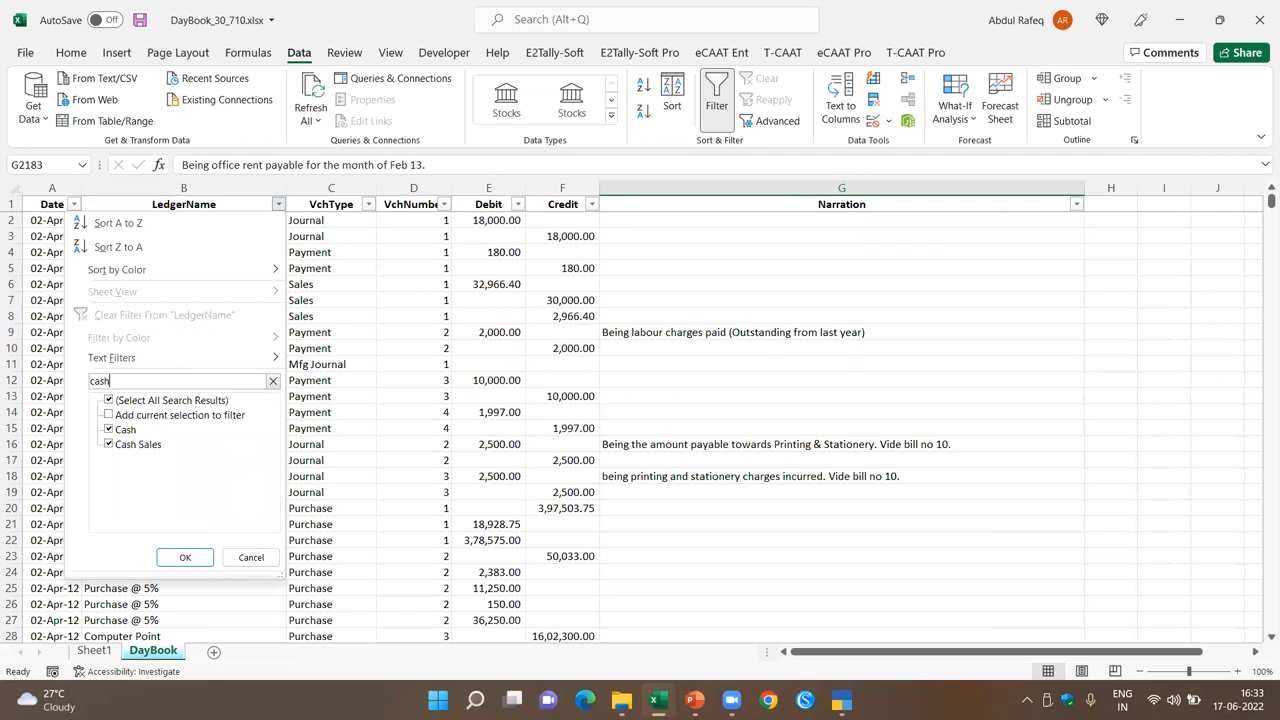 AutoSave Off DayBook_30_710.xlsx Search (Alt+Q) Abdul Rafeq AR
File Home Insert Page Layout Formulas Data Review View Developer Help E2Tally-Soft E2Tally-Soft Pro eCAAT Ent T-CAAT eCAAT Pro T-CAAT Pro Comments Share
Get Data From Text/CSV From Web From Table/Range Recent Sources Existing Connections
Refresh All Queries & Connections Properties Edit Links
Stocks Stocks
Sort Filter Clear Reapply Advanced
Text to Columns What-If Analysis Forecast Sheet Group Ungroup Subtotal
Get & Transform Data Queries & Connections Data Types Sort & Filter Data Tools Forecast Outline
G2183 fx Being office rent payable for the month of Feb 13.
A B C D E F G H I J
1 Date LedgerName VchType VchNumbe Debit Credit Narration
2 02-Apr Journal 1 18,000.00
3 02-Apr Journal 1 18,000.00
4 02-Apr Payment 1 180.00
5 02-Apr Payment 1 180.00
6 02-Apr Sales 1 32,966.40
7 02-Apr Sales 1 30,000.00
8 02-Apr Sales 1 2,966.40
9 02-Apr Payment 2 2,000.00 Being labour charges paid (Outstanding from last year)
10 02-Apr Payment 2 2,000.00
11 02-Apr Mfg Journal 1
12 02-Apr Payment 3 10,000.00
13 02-Apr Payment 3 10,000.00
14 02-Apr Payment 4 1,997.00
15 02-Apr Payment 4 1,997.00
16 02-Apr Journal 2 2,500.00 Being the amount payable towards Printing & Stationery. Vide bill no 10.
17 02-Apr Journal 2 2,500.00
18 02-Apr Journal 3 2,500.00 being printing and stationery charges incurred. Vide bill no 10.
19 02-Apr Journal 3 2,500.00
20 02-Apr Purchase 1 3,97,503.75
21 02-Apr Purchase 1 18,928.75
22 02-Apr Purchase 1 3,78,575.00
23 02-Apr Purchase 2 50,033.00
24 02-Apr Purchase 2 2,383.00
25 02-Apr-12 Purchase @ 5% Purchase 2 11,250.00
26 02-Apr-12 Purchase @ 5% Purchase 2 150.00
27 02-Apr-12 Purchase @ 5% Purchase 2 36,250.00
28 02-Apr-12 Computer Point Purchase 3 16,02,300.00
Sort A to Z
Sort Z to A
Sort by Color
Sheet View
Clear Filter From "LedgerName"
Filter by Color
Text Filters
cash
(Select All Search Results)
Add current selection to filter
Cash
Cash Sales
OK Cancel
Sheet1 DayBook
Ready Accessibility: Investigate 100%
27°C
Cloudy
ENG
IN
16:33
17-06-2022